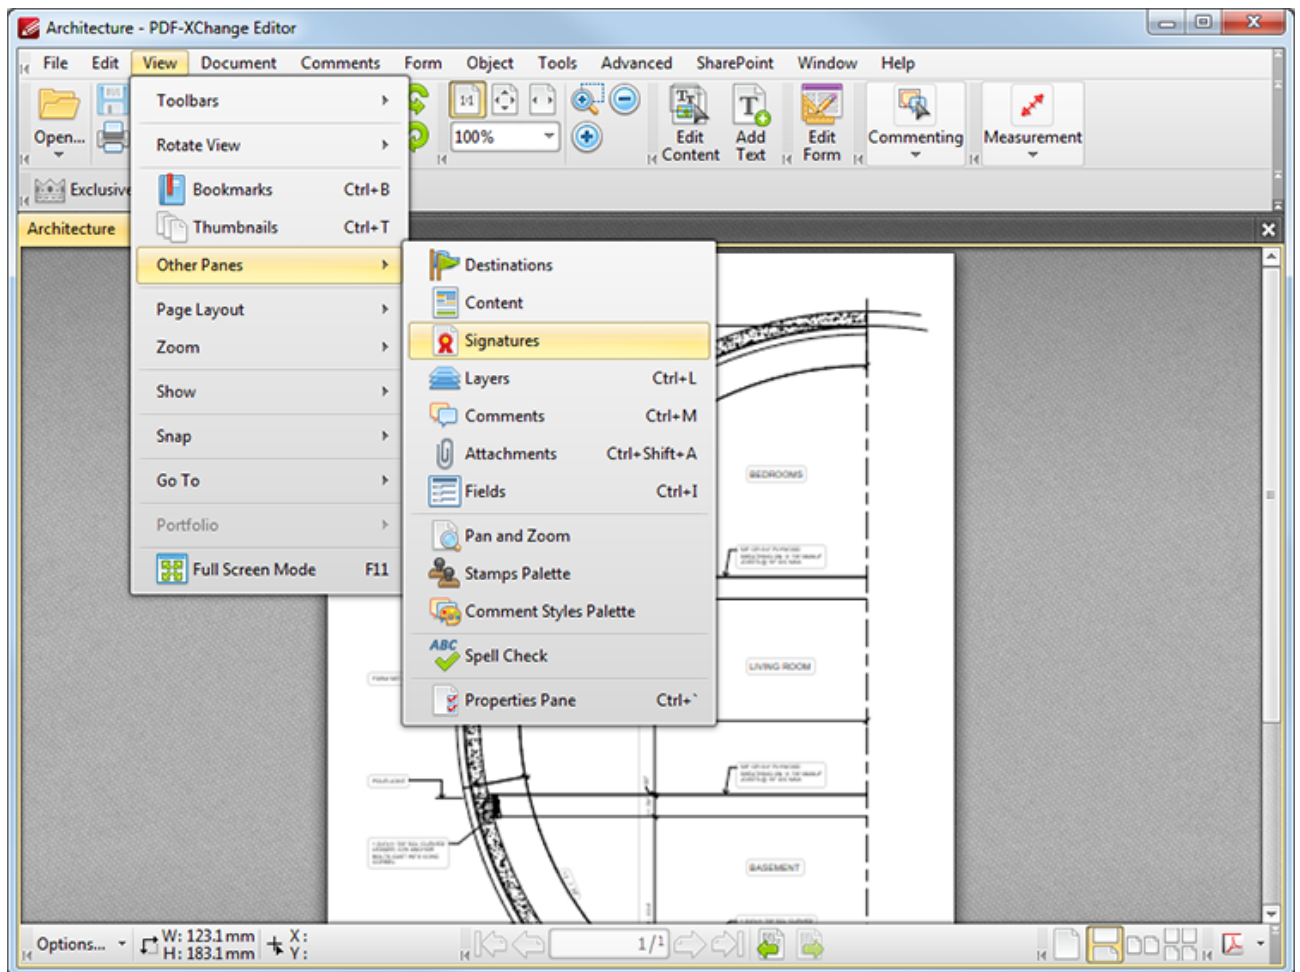 Architecture - PDF-XChange Editor
File Edit View Document Comments Form Object Tools Advanced SharePoint Window Help
Open...
1:1
100%
Edit Content
Add Text
Edit Form
Commenting
Measurement
Exclusive
Architecture
Toolbars
Rotate View
Bookmarks Ctrl+B
Thumbnails Ctrl+T
Other Panes
Page Layout
Zoom
Show
Snap
Go To
Portfolio
Full Screen Mode F11
Destinations
Content
Signatures
Layers Ctrl+L
Comments Ctrl+M
Attachments Ctrl+Shift+A
Fields Ctrl+I
Pan and Zoom
Stamps Palette
Comment Styles Palette
ABC
Spell Check
Properties Pane Ctrl+`
BEDROOMS
LIVING ROOM
BASEMENT
Options...
W: 123.1 mm
H: 183.1 mm
X:
Y:
1/1